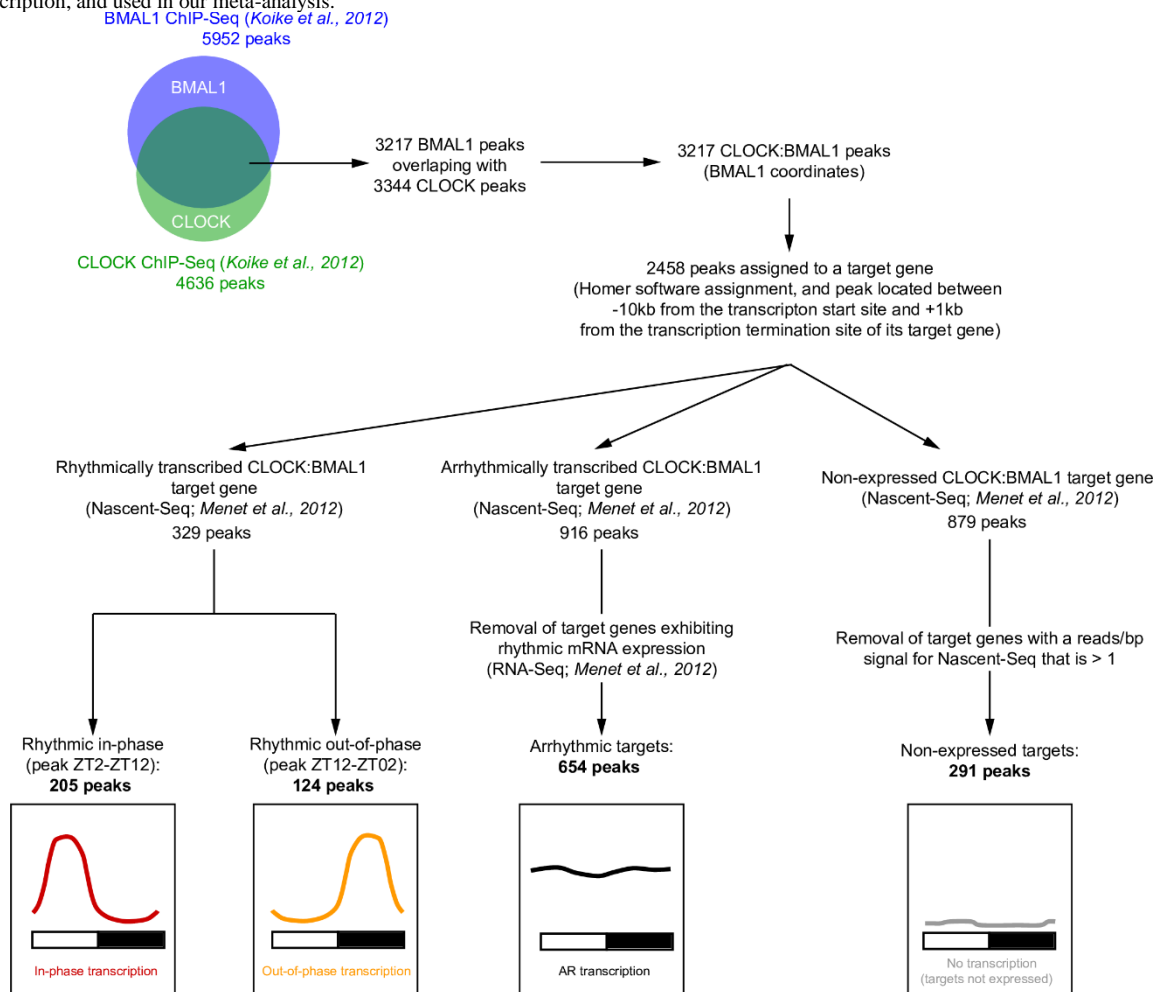 cription, and used in our meta-analysis.
BMAL1 ChIP-Seq (Koike et al., 2012)
5952 peaks
BMAL1
CLOCK
CLOCK ChIP-Seq (Koike et al., 2012)
4636 peaks
3217 BMAL1 peaks
overlaping with
3344 CLOCK peaks
3217 CLOCK:BMAL1 peaks
(BMAL1 coordinates)
2458 peaks assigned to a target gene
(Homer software assignment, and peak located between
-10kb from the transcripton start site and +1kb
from the transcription termination site of its target gene)
Rhythmically transcribed CLOCK:BMAL1
target gene
(Nascent-Seq; Menet et al., 2012)
329 peaks
Arrhythmically transcribed CLOCK:BMAL1
target gene
(Nascent-Seq; Menet et al., 2012)
916 peaks
Non-expressed CLOCK:BMAL1 target gene
(Nascent-Seq; Menet et al., 2012)
879 peaks
Removal of target genes exhibiting
rhythmic mRNA expression
(RNA-Seq; Menet et al., 2012)
Removal of target genes with a reads/bp
signal for Nascent-Seq that is > 1
Rhythmic in-phase
(peak ZT2-ZT12):
205 peaks
Rhythmic out-of-phase
(peak ZT12-ZT02):
124 peaks
Arrhythmic targets:
654 peaks
Non-expressed targets:
291 peaks
In-phase transcription
Out-of-phase transcription
AR transcription
No transcription
(targets not expressed)